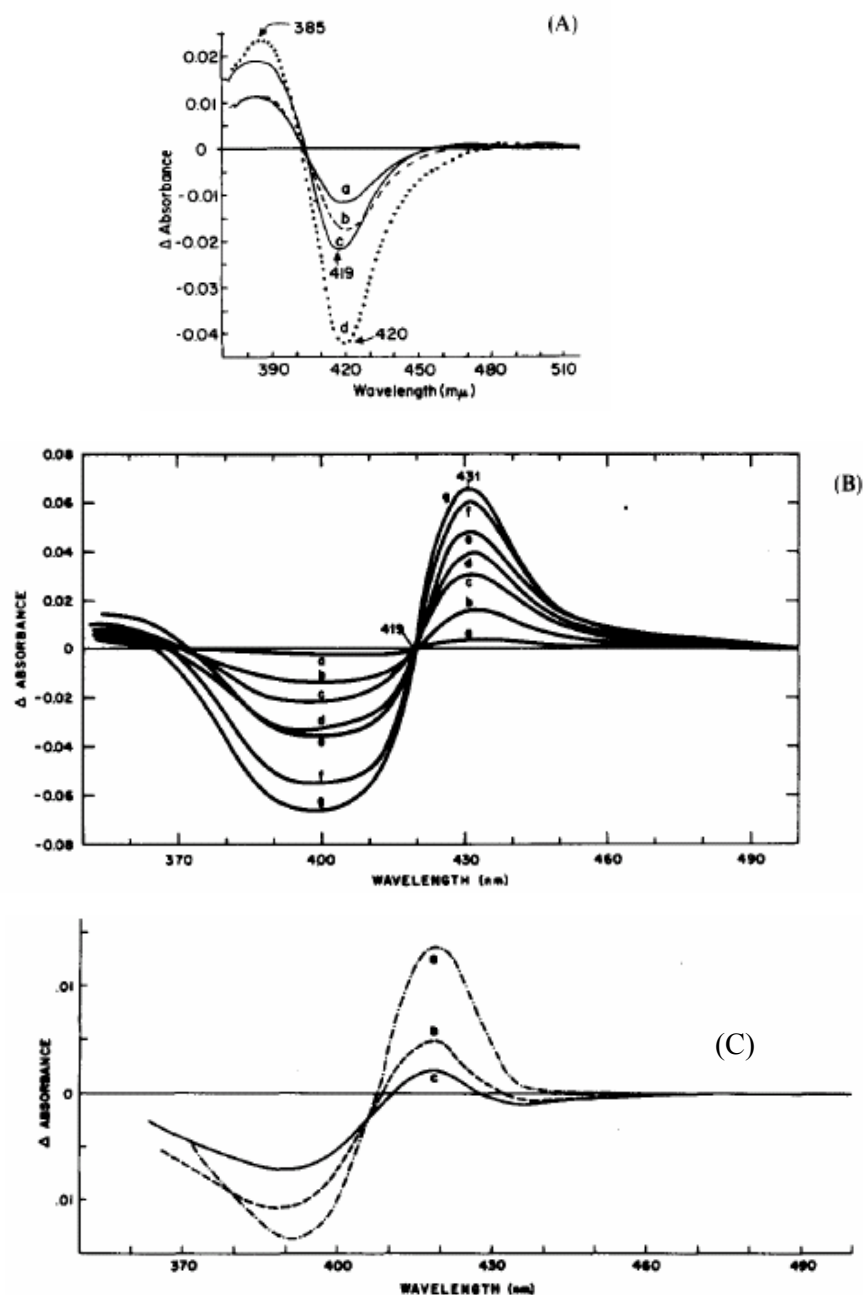 (A)
385
0.02
0.01
0
-0.01
-0.02
-0.03
-0.04
Δ Absorbance
a
b
c
419
d
420
390 420 450 480 510
Wavelength (mμ)
(B)
0.08
0.06
0.04
0.02
0
-0.02
-0.04
-0.06
-0.08
Δ ABSORBANCE
431
g
f
e
d
c
b
a
419
a
b
c
d
e
f
g
370 400 430 460 490
WAVELENGTH (nm)
(C)
.01
0
.01
Δ ABSORBANCE
a
b
c
370 400 430 460 490
WAVELENGTH (nm)